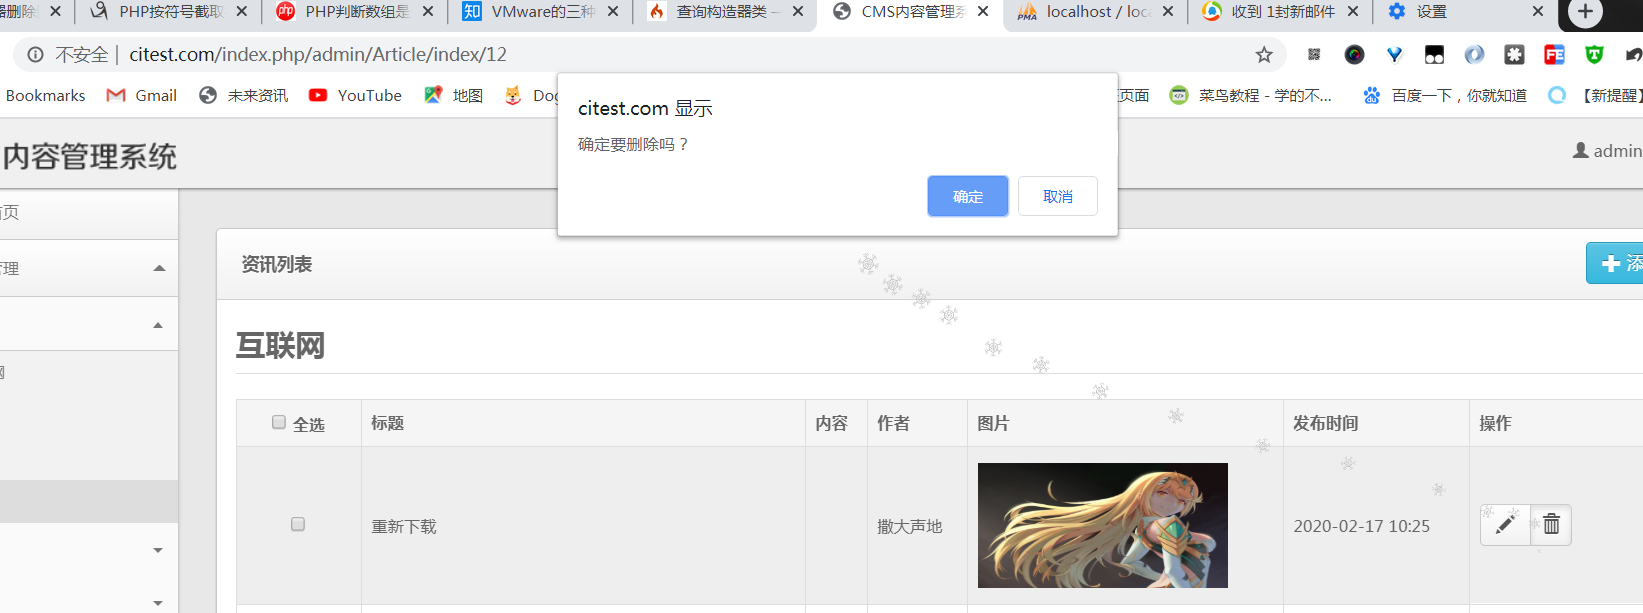 器删除
PHP按符号截取
PHP判断数组是
VMware的三种
查询构造器类 –
CMS内容管理系
localhost / loc
收到 1封新邮件
设置
不安全 | citest.com/index.php/admin/Article/index/12
Bookmarks
Gmail
未来资讯
YouTube
地图
Dog
页面
菜鸟教程 - 学的不...
百度一下，你就知道
【新提醒】
citest.com 显示
确定要删除吗？
确定
取消
内容管理系统
admin
首页
管理
网
资讯列表
添
互联网
全选
标题
内容
作者
图片
发布时间
操作
重新下载
撒大声地
2020-02-17 10:25